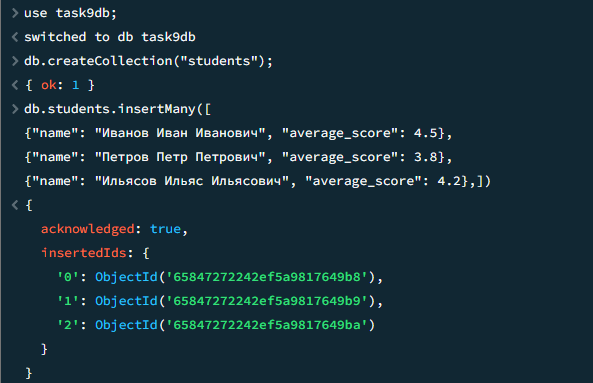 > use task9db;
< switched to db task9db
> db.createCollection("students");
< { ok: 1 }
> db.students.insertMany([
{"name": "Иванов Иван Иванович", "average_score": 4.5},
{"name": "Петров Петр Петрович", "average_score": 3.8},
{"name": "Ильясов Ильяс Ильясович", "average_score": 4.2},])
< {
acknowledged: true,
insertedIds: {
'0': ObjectId('65847272242ef5a9817649b8'),
'1': ObjectId('65847272242ef5a9817649b9'),
'2': ObjectId('65847272242ef5a9817649ba')
}
}